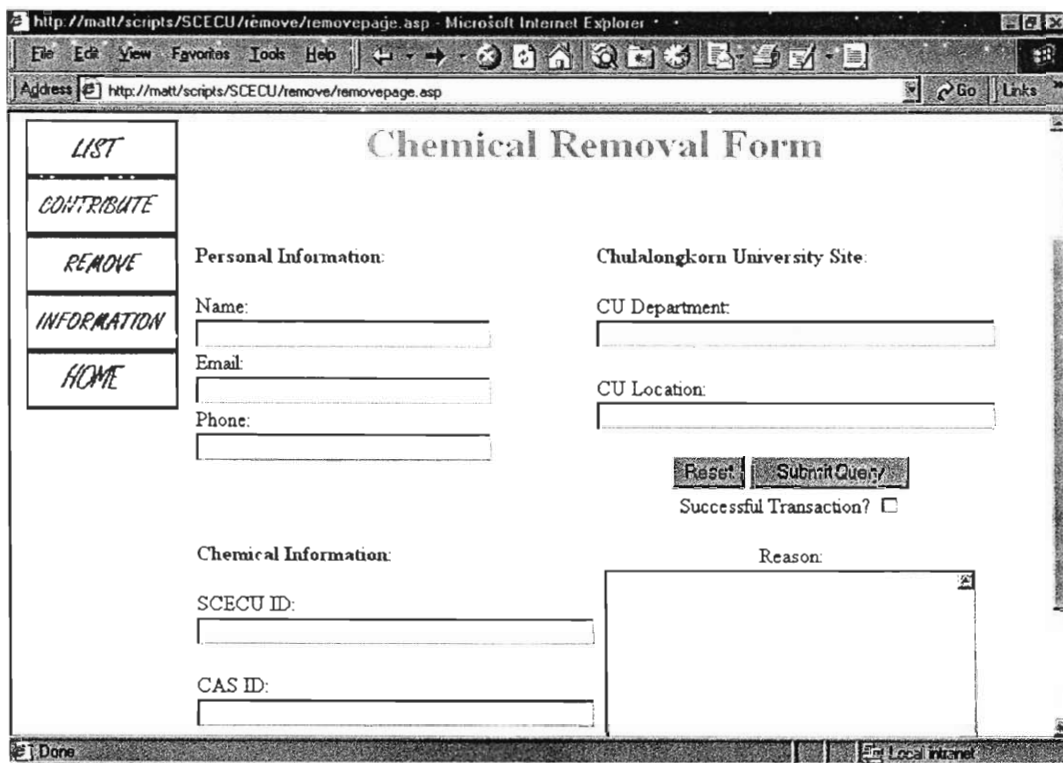 http://matt/scripts/SCECU/remove/removepage.asp - Microsoft Internet Explorer
File Edit View Favorites Tools Help
Address http://matt/scripts/SCECU/remove/removepage.asp Go Links »
Chemical Removal Form
LIST
CONTRIBUTE
REMOVE
INFORMATION
HOME
Personal Information:
Name:
Email:
Phone:
Chulalongkorn University Site:
CU Department:
CU Location:
Reset Submit Query
Successful Transaction?
Chemical Information:
SCECU ID:
CAS ID:
Reason:
Done Local intranet